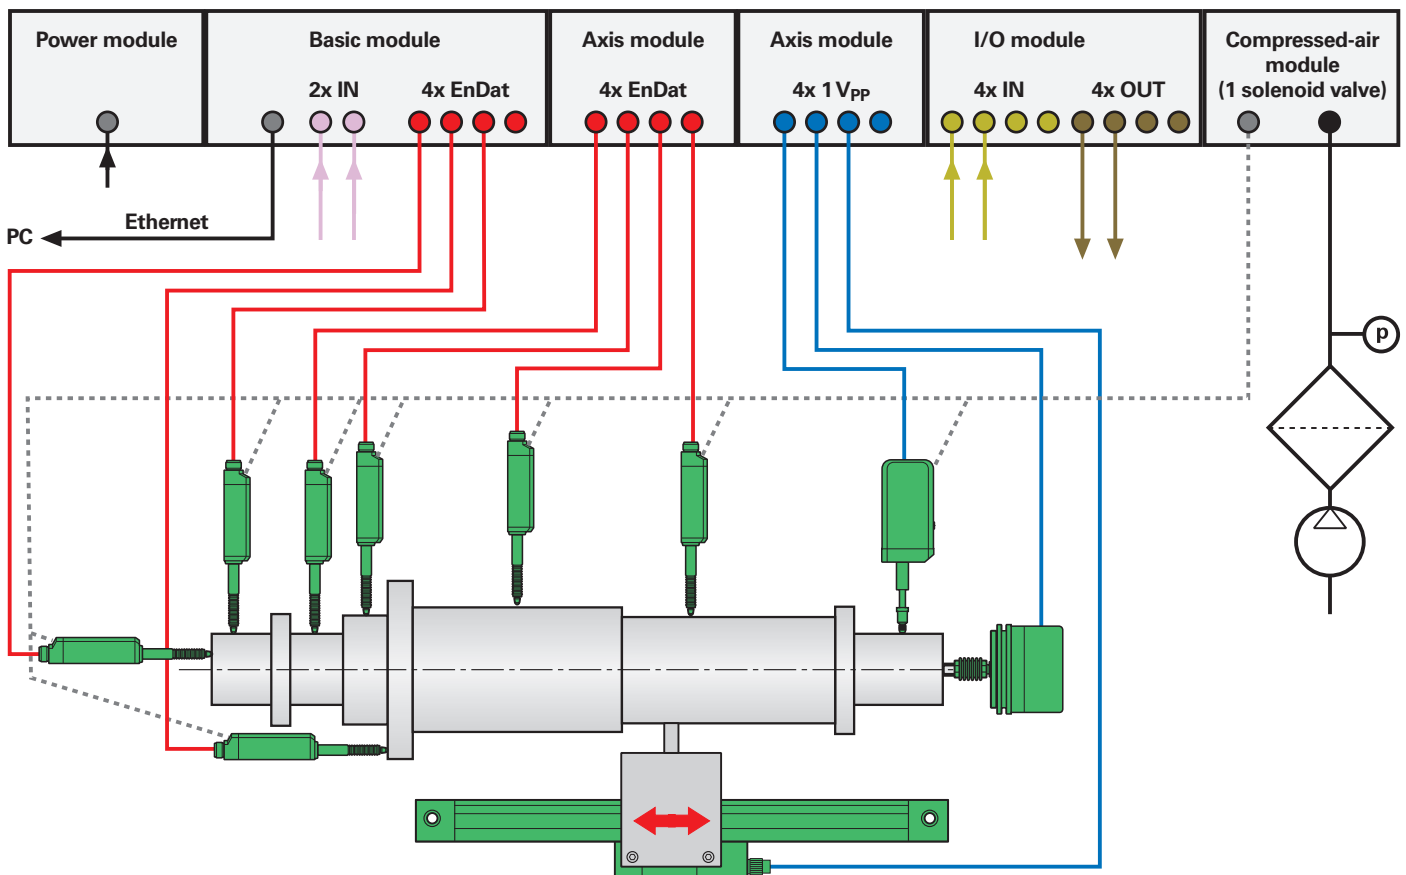 Power module
Basic module
2x IN
4x EnDat
Axis module
4x EnDat
Axis module
4x 1 VPP
I/O module
4x IN
4x OUT
Compressed-air
module
(1 solenoid valve)
Ethernet
PC
p